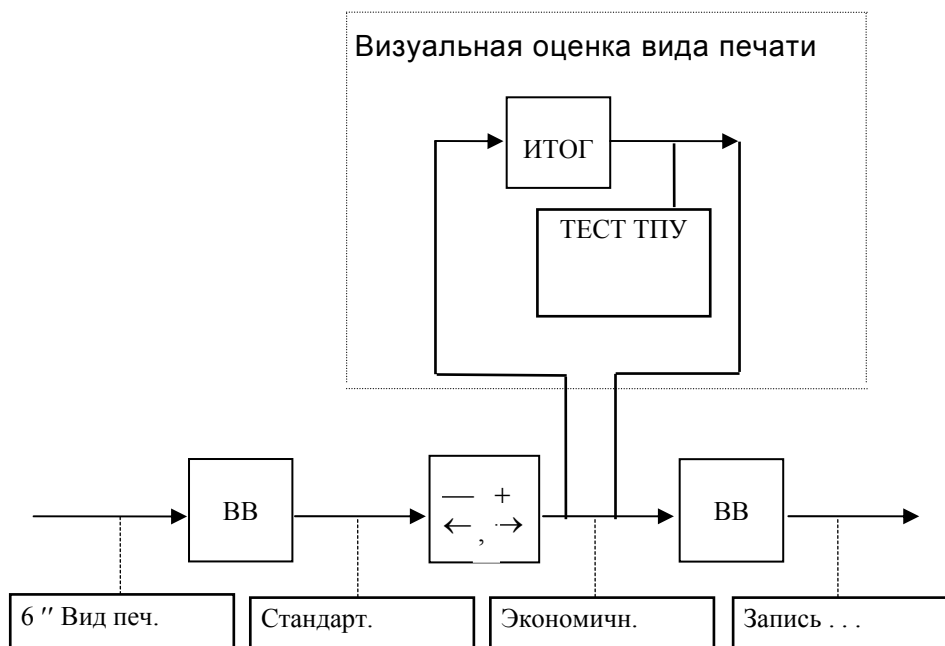 Визуальная оценка вида печати
ИТОГ
ТЕСТ ТПУ
ВВ
— +
← , →
ВВ
6 ′′ Вид печ.
Стандарт.
Экономичн.
Запись . . .